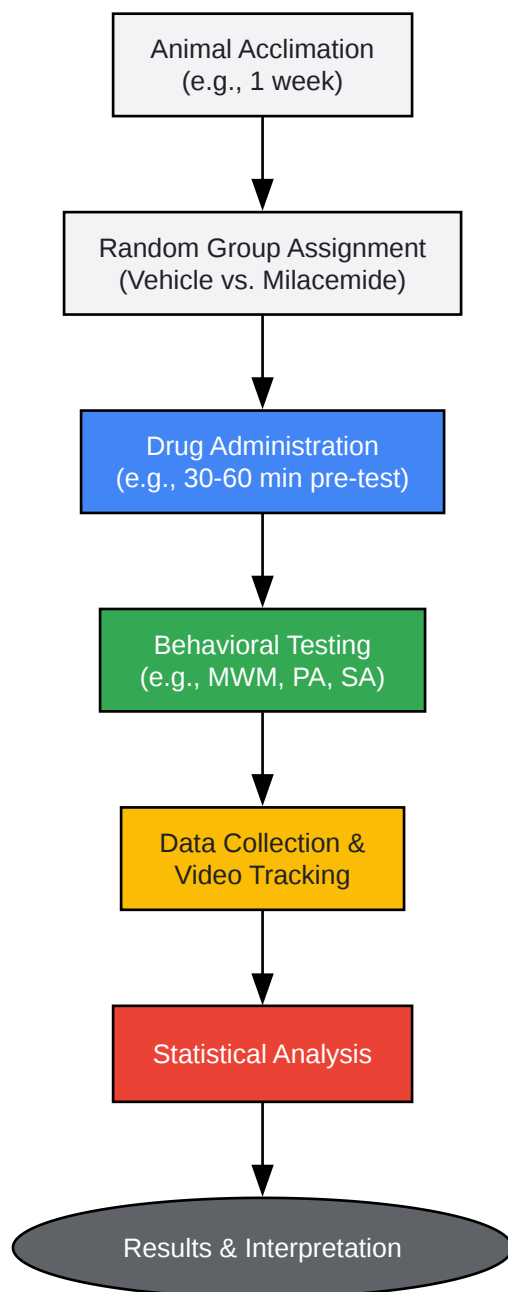 Animal Acclimation
(e.g., 1 week)
Random Group Assignment
(Vehicle vs. Milacemide)
Drug Administration
(e.g., 30-60 min pre-test)
Behavioral Testing
(e.g., MWM, PA, SA)
Data Collection &
Video Tracking
Statistical Analysis
Results & Interpretation